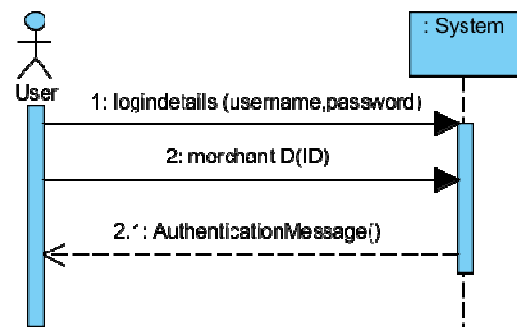 : System
User
1: logindetails (username,password)
2: merchant D(ID)
2.1: AuthenticationMessage()